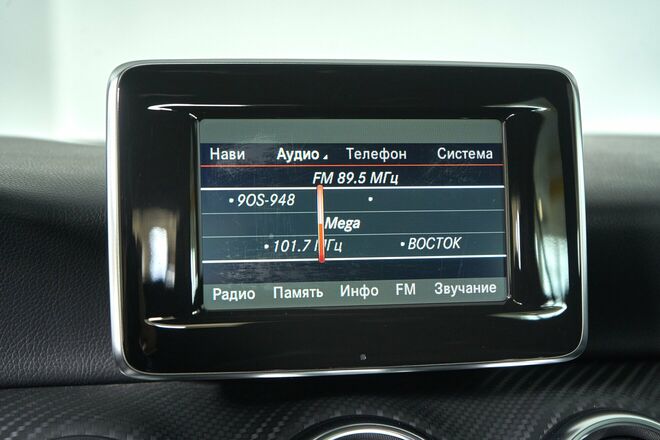 Нави Аудио Телефон Система
FM 89.5 МГц
•9OS-948 •
Mega
•101.7 МГц •ВОСТОК
Радио Память Инфо FM Звучание